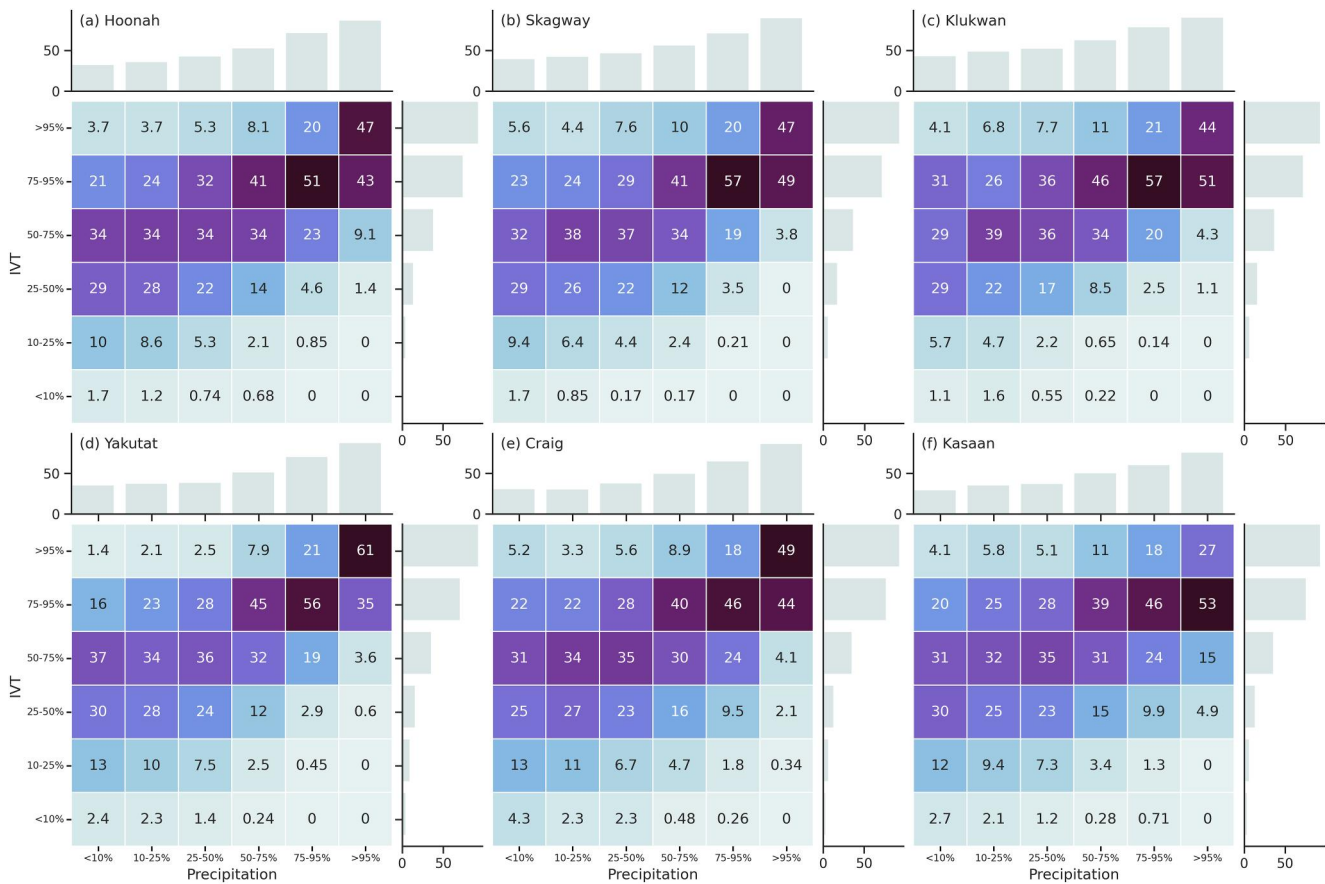 (a) Hoonah (b) Skagway (c) Klukwan
50 50 50
0 0 0
>95% 3.7 3.7 5.3 8.1 20 47 5.6 4.4 7.6 10 20 47 4.1 6.8 7.7 11 21 44
75-95% 21 24 32 41 51 43 23 24 29 41 57 49 31 26 36 46 57 51
50-75% 34 34 34 34 23 9.1 32 38 37 34 19 3.8 29 39 36 34 20 4.3
IVT
25-50% 29 28 22 14 4.6 1.4 29 26 22 12 3.5 0 29 22 17 8.5 2.5 1.1
10-25% 10 8.6 5.3 2.1 0.85 0 9.4 6.4 4.4 2.4 0.21 0 5.7 4.7 2.2 0.65 0.14 0
<10% 1.7 1.2 0.74 0.68 0 0 1.7 0.85 0.17 0.17 0 0 1.1 1.6 0.55 0.22 0 0
0 50 0 50 0 50
(d) Yakutat (e) Craig (f) Kasaan
50 50 50
0 0 0
>95% 1.4 2.1 2.5 7.9 21 61 5.2 3.3 5.6 8.9 18 49 4.1 5.8 5.1 11 18 27
75-95% 16 23 28 45 56 35 22 22 28 40 46 44 20 25 28 39 46 53
50-75% 37 34 36 32 19 3.6 31 34 35 30 24 4.1 31 32 35 31 24 15
IVT
25-50% 30 28 24 12 2.9 0.6 25 27 23 16 9.5 2.1 30 25 23 15 9.9 4.9
10-25% 13 10 7.5 2.5 0.45 0 13 11 6.7 4.7 1.8 0.34 12 9.4 7.3 3.4 1.3 0
<10% 2.4 2.3 1.4 0.24 0 0 4.3 2.3 2.3 0.48 0.26 0 2.7 2.1 1.2 0.28 0.71 0
<10% 10-25% 25-50% 50-75% 75-95% >95% 0 50 <10% 10-25% 25-50% 50-75% 75-95% >95% 0 50 <10% 10-25% 25-50% 50-75% 75-95% >95% 0 50
Precipitation Precipitation Precipitation